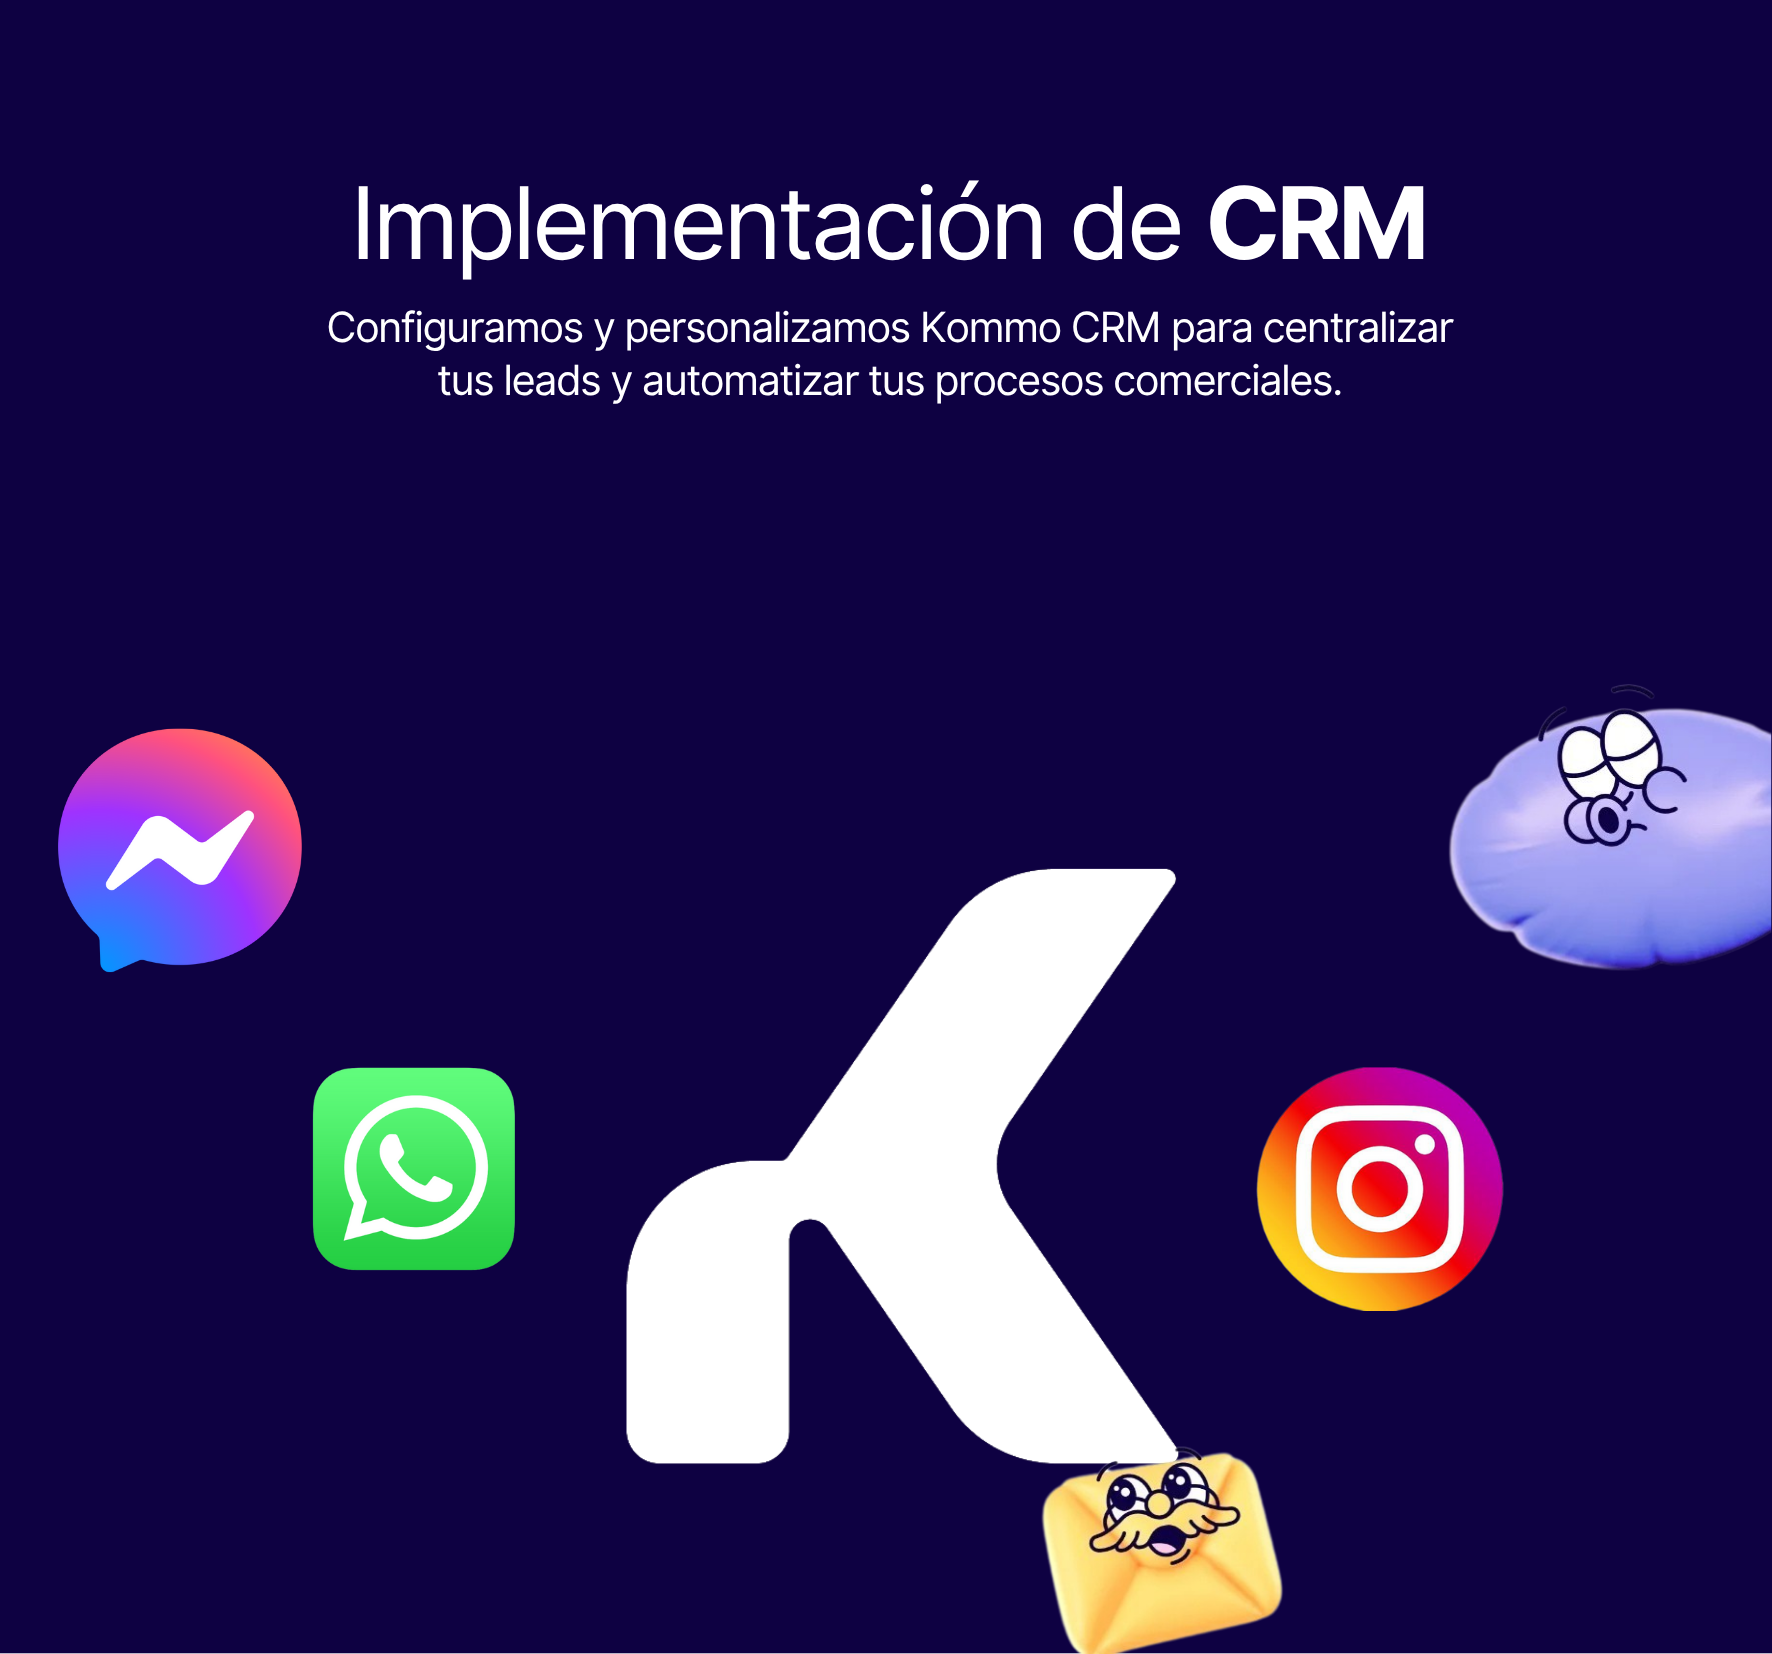 Implementación de CRM
Configuramos y personalizamos Kommo CRM para centralizar
tus leads y automatizar tus procesos comerciales.